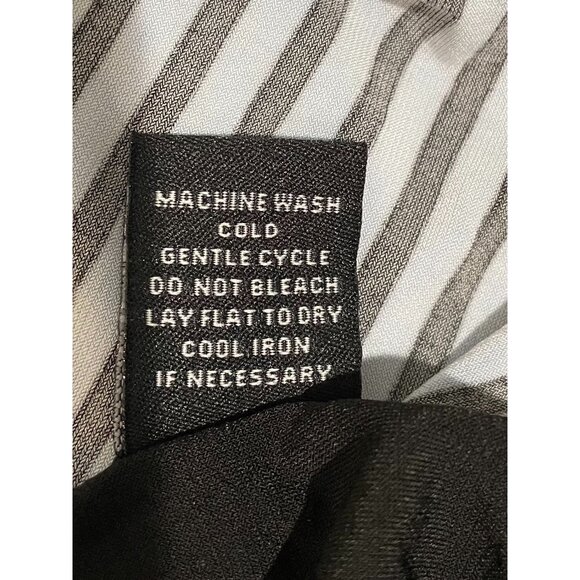 MACHINE WASH
COLD
GENTLE CYCLE
DO NOT BLEACH
LAY FLAT TO DRY
COOL IRON
IF NECESSARY